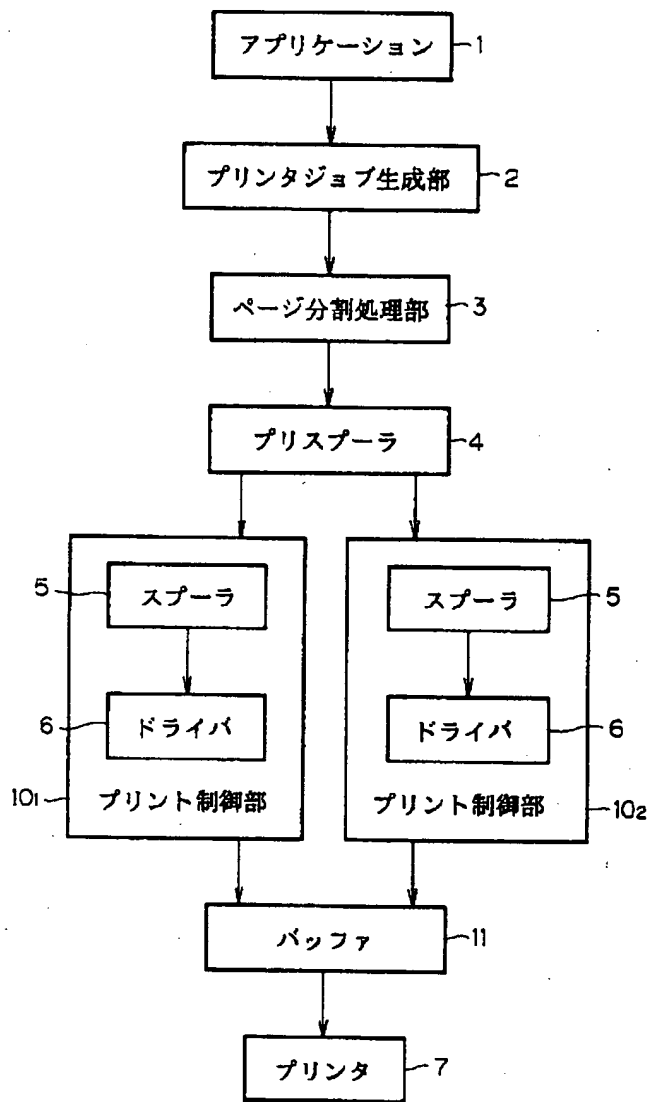 アプリケーション 1
プリンタジョブ生成部 2
ページ分割処理部 3
プリスプーラ 4
5 スプーラ
6 ドライバ
プリント制御部
10₁
スプーラ 5
ドライバ 6
プリント制御部
10₂
バッファ 11
プリンタ 7